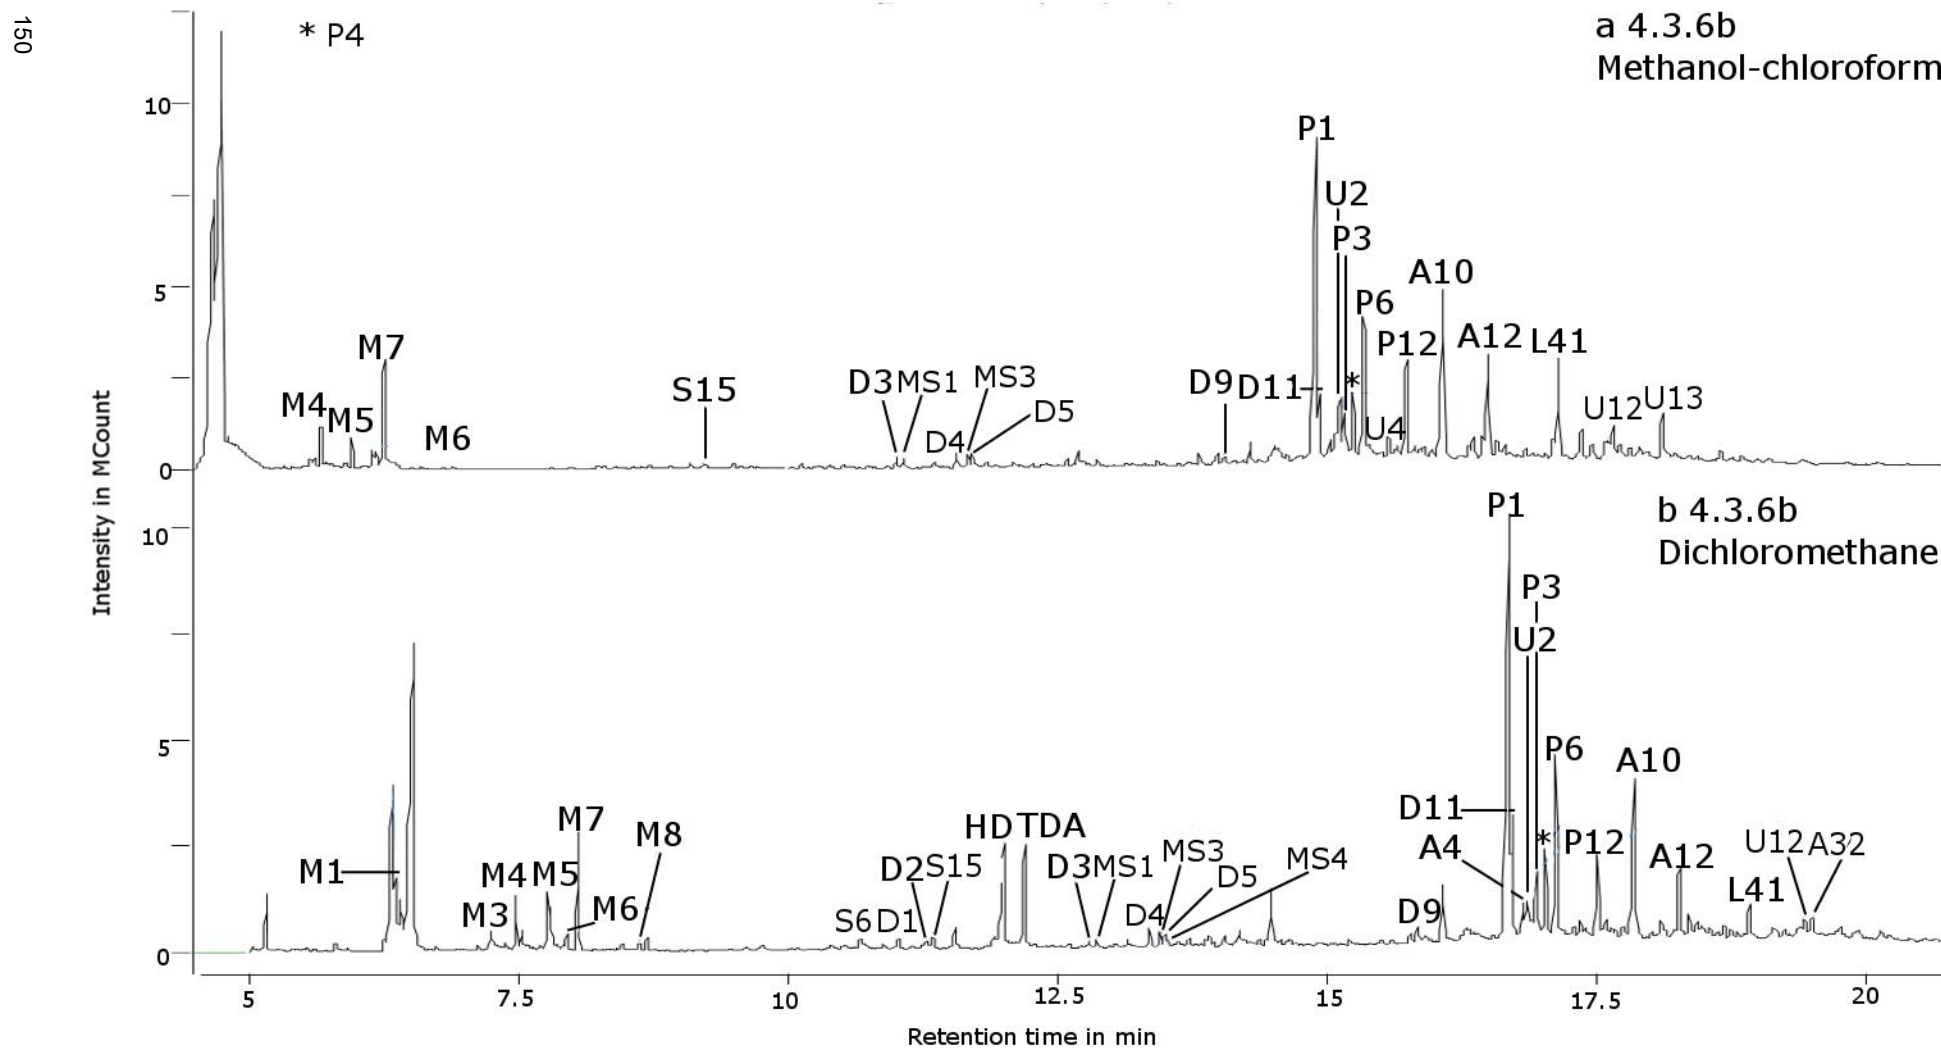 150
* P4
a 4.3.6b
Methanol-chloroform
10
5
0
M4
M5
M7
M6
S15
D3
MS1
D4
MS3
D5
D9
D11
P1
U2
P3
*
P6
U4
P12
A10
A12
L41
U12
U13
Intensity in MCount
b 4.3.6b
Dichloromethane
10
5
0
M1
M3
M4
M5
M7
M6
M8
S6
D1
D2
S15
HD
TDA
D3
MS1
D4
MS3
D5
MS4
D9
A4
D11
P1
P3
U2
*
P6
P12
A10
A12
L41
U12
A32
5
7.5
10
12.5
15
17.5
20
Retention time in min